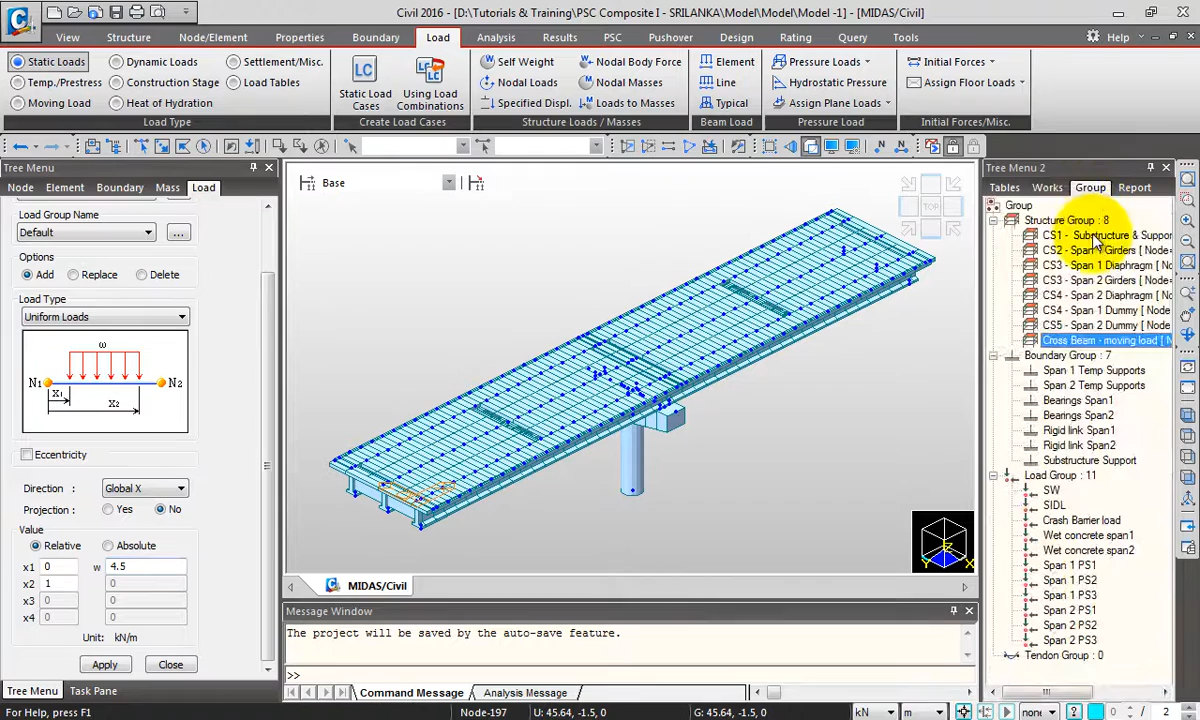 Civil 2016 - [D:\Tutorials & Training\PSC Composite I - SRILANKA\Model\Model\Model -1] - [MIDAS/Civil]
View Structure Node/Element Properties Boundary Load Analysis Results PSC Pushover Design Rating Query Tools Help
Static Loads Dynamic Loads Settlement/Misc.
Temp./Prestress Construction Stage Load Tables
Moving Load Heat of Hydration
Load Type
LC
Static Load Cases
Using Load Combinations
Create Load Cases
Self Weight Nodal Body Force
Nodal Loads Nodal Masses
Specified Displ. Loads to Masses
Structure Loads / Masses
Element
Line
Typical
Beam Load
Pressure Loads
Hydrostatic Pressure
Assign Plane Loads
Pressure Load
Initial Forces
Assign Floor Loads
Initial Forces/Misc.
Tree Menu
Node Element Boundary Mass Load
Load Group Name
Default ...
Options
Add Replace Delete
Load Type
Uniform Loads
ω
N1 N2
X1
X2
Eccentricity
Direction : Global X
Projection : Yes No
Value
Relative Absolute
x1 0 w 4.5
x2 1 0
x3 0 0
x4 0 0
Unit: kN/m
Apply Close
Tree Menu Task Pane
Base
TOP
Z
Y X
MIDAS/Civil
Message Window
The project will be saved by the auto-save feature.
>>
Command Message Analysis Message
Tree Menu 2
Tables Works Group Report
Group
Structure Group : 8
CS1 - Substructure & Suppor
CS2 - Span 1 Girders [ Node=
CS3 - Span 1 Diaphragm [ No
CS3 - Span 2 Girders [ Node=
CS4 - Span 2 Diaphragm [ No
CS4 - Span 1 Dummy [ Node
CS5 - Span 2 Dummy [ Node
Cross Beam - moving load [ N
Boundary Group : 7
Span 1 Temp Supports
Span 2 Temp Supports
Bearings Span1
Bearings Span2
Rigid link Span1
Rigid link Span2
Substructure Support
Load Group : 11
SW
SIDL
Crash Barrier load
Wet concrete span1
Wet concrete span2
Span 1 PS1
Span 1 PS2
Span 1 PS3
Span 2 PS1
Span 2 PS2
Span 2 PS3
Tendon Group : 0
For Help, press F1 Node-197 U: 45.64, -1.5, 0 G: 45.64, -1.5, 0 kN m none ? 0 / 2